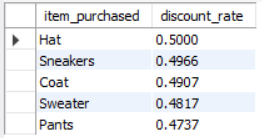 item_purchased discount_rate
Hat 0.5000
Sneakers 0.4966
Coat 0.4907
Sweater 0.4817
Pants 0.4737